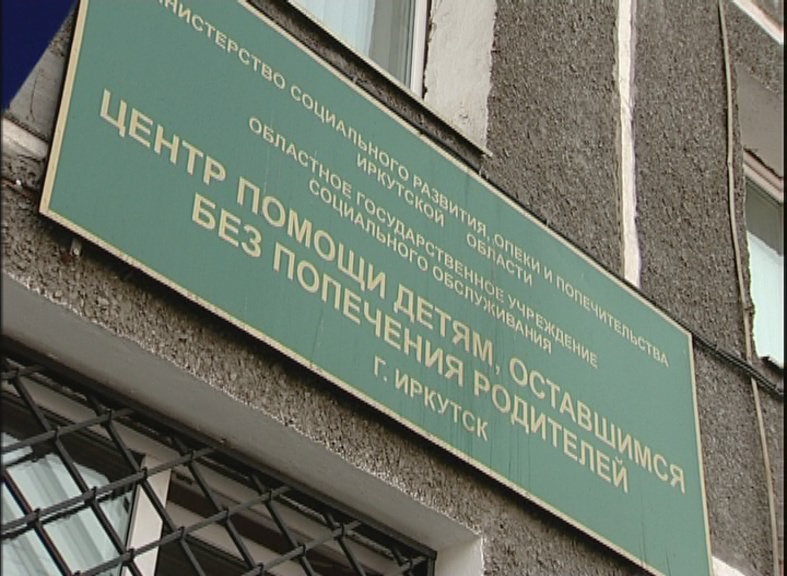 МИНИСТЕРСТВО СОЦИАЛЬНОГО РАЗВИТИЯ, ОПЕКИ И ПОПЕЧИТЕЛЬСТВА
ИРКУТСКОЙ ОБЛАСТИ
ОБЛАСТНОЕ ГОСУДАРСТВЕННОЕ УЧРЕЖДЕНИЕ
СОЦИАЛЬНОГО ОБСЛУЖИВАНИЯ
ЦЕНТР ПОМОЩИ ДЕТЯМ, ОСТАВШИМСЯ
БЕЗ ПОПЕЧЕНИЯ РОДИТЕЛЕЙ
Г. ИРКУТСК